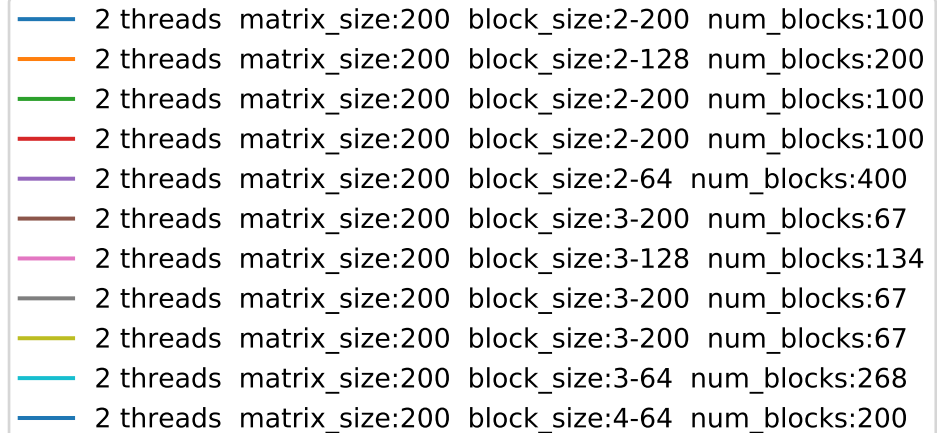 2 threads  matrix_size:200  block_size:2-200  num_blocks:100
2 threads  matrix_size:200  block_size:2-128  num_blocks:200
2 threads  matrix_size:200  block_size:2-200  num_blocks:100
2 threads  matrix_size:200  block_size:2-200  num_blocks:100
2 threads  matrix_size:200  block_size:2-64  num_blocks:400
2 threads  matrix_size:200  block_size:3-200  num_blocks:67
2 threads  matrix_size:200  block_size:3-128  num_blocks:134
2 threads  matrix_size:200  block_size:3-200  num_blocks:67
2 threads  matrix_size:200  block_size:3-200  num_blocks:67
2 threads  matrix_size:200  block_size:3-64  num_blocks:268
2 threads  matrix_size:200  block_size:4-64  num_blocks:200